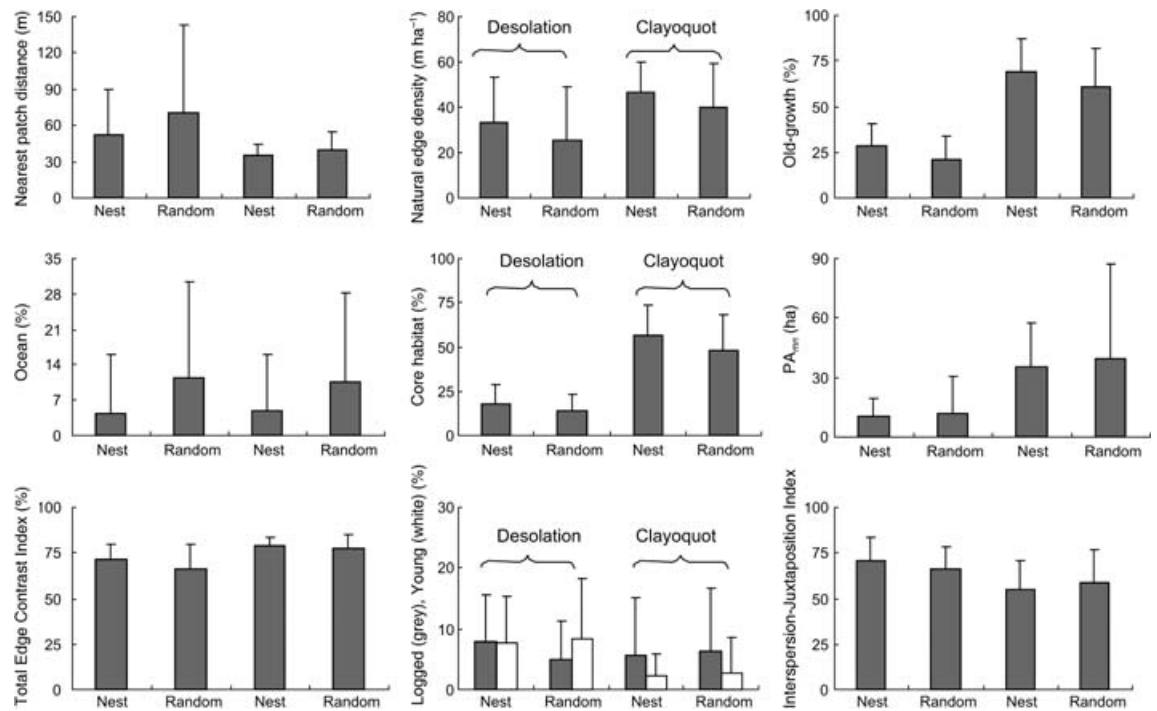 Nearest patch distance (m)
150
120
90
60
30
0
Nest Random Nest Random
Natural edge density (m ha⁻¹)
80
60
40
20
0
Desolation Clayoquot
Nest Random Nest Random
Old-growth (%)
100
75
50
25
0
Nest Random Nest Random
Ocean (%)
35
28
21
14
7
0
Nest Random Nest Random
Core habitat (%)
100
75
50
25
0
Desolation Clayoquot
Nest Random Nest Random
PAmn (ha)
90
60
30
0
Nest Random Nest Random
Total Edge Contrast Index (%)
100
75
50
25
0
Nest Random Nest Random
Logged (grey), Young (white) (%)
30
20
10
0
Desolation Clayoquot
Nest Random Nest Random
Interspersion-Juxtaposition Index
100
75
50
25
0
Nest Random Nest Random